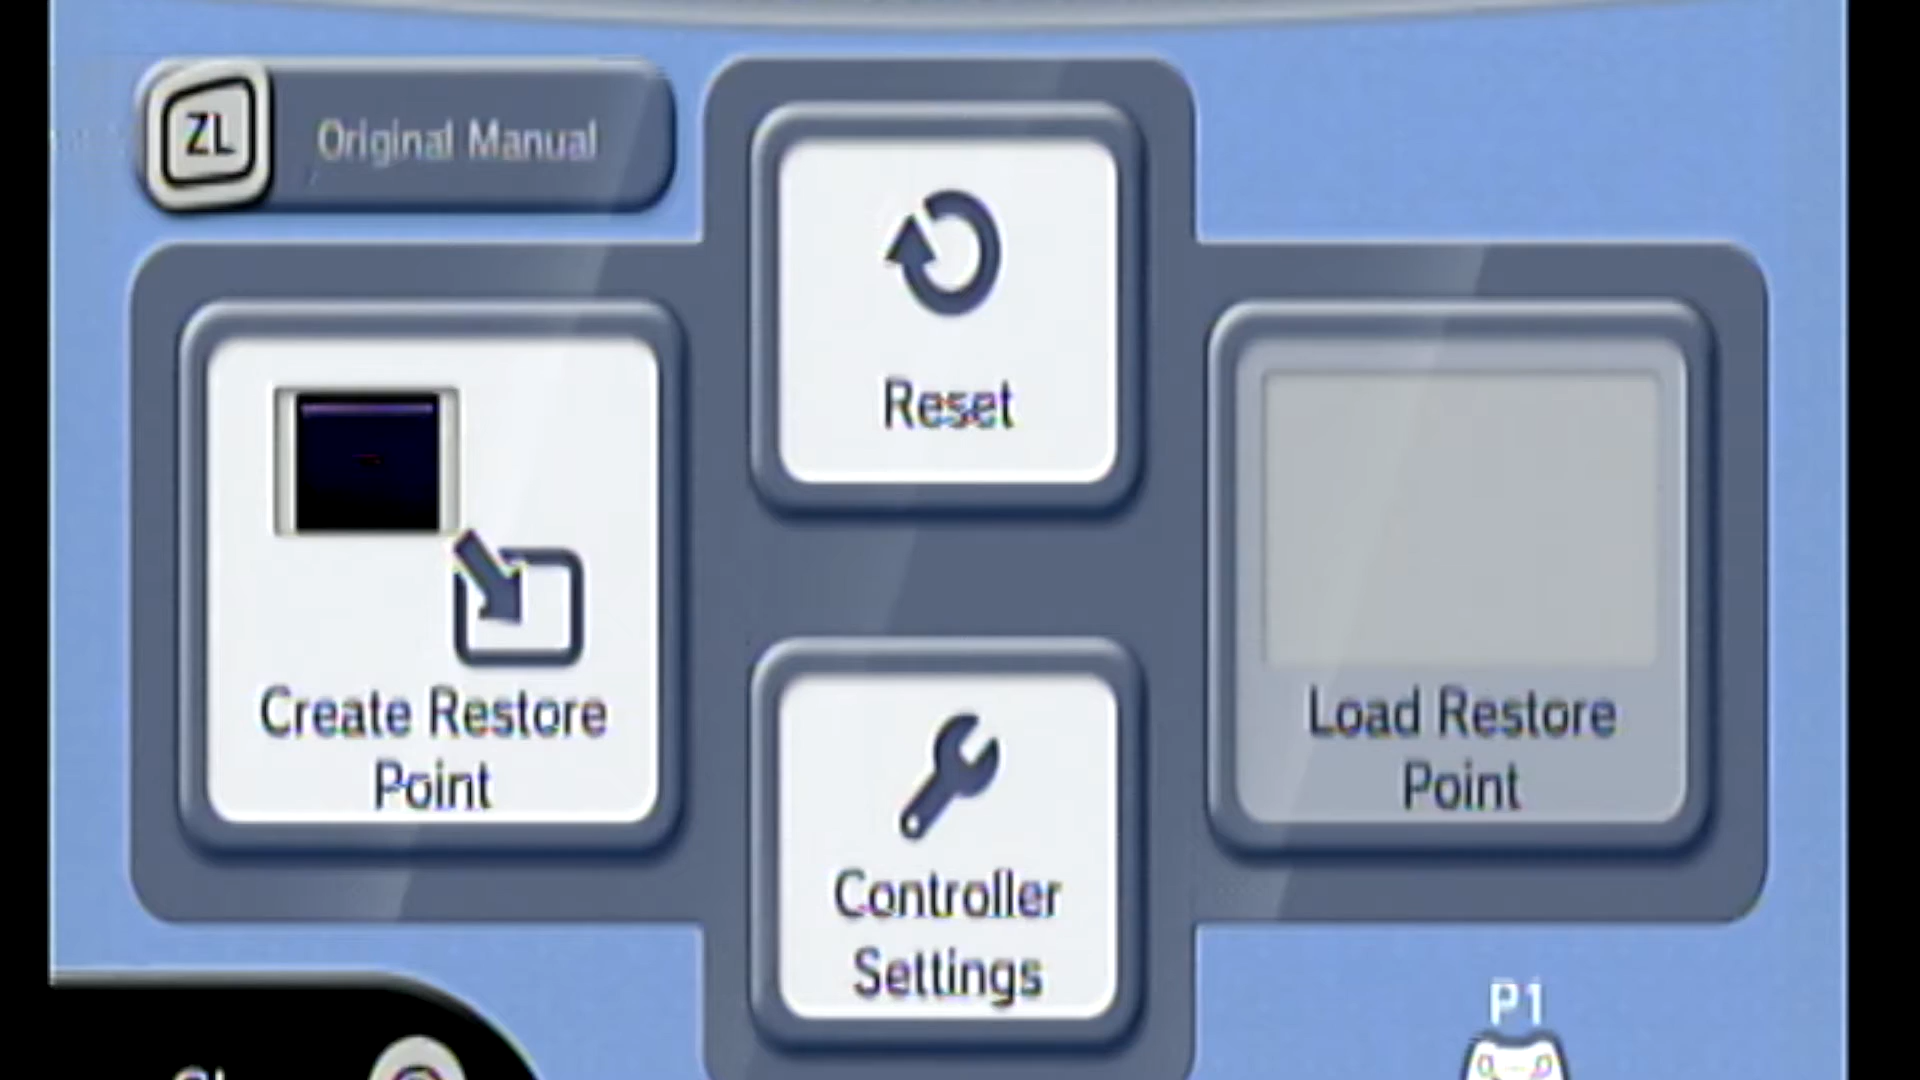 ZL Original Manual
Reset
Create Restore
Point
Load Restore
Point
Controller
Settings
P1